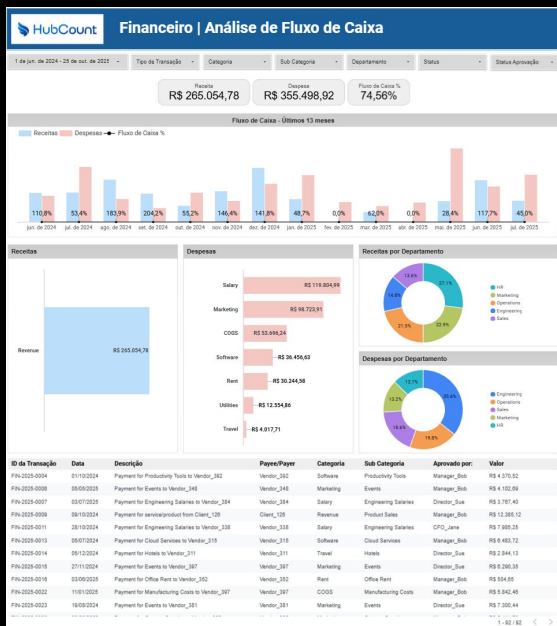 HubCount
Financeiro | Análise de Fluxo de Caixa
1 de jun. de 2024 - 25 de out. de 2025
Tipo de Transação
Categoria
Sub Categoria
Departamento
Status
Status Aprovação
Receita
R$ 265.054,78
Despesa
R$ 355.498,92
Fluxo de Caixa %
74,56%
Fluxo de Caixa - Últimos 13 meses
Receitas Despesas Fluxo de Caixa %
110,8% 53,4% 183,9% 204,2% 55,2% 146,4% 141,8% 48,7% 0,0% 62,0% 0,0% 28,4% 117,7% 45,0%
jun. de 2024 jul. de 2024 ago. de 2024 set. de 2024 out. de 2024 nov. de 2024 dez. de 2024 jan. de 2025 fev. de 2025 mar. de 2025 abr. de 2025 mai. de 2025 jun. de 2025 jul. de 2025
Receitas
Revenue R$ 265.054,78
Despesas
Salary R$ 119.804,99
Marketing R$ 98.723,91
COGS R$ 53.696,24
Software R$ 36.456,63
Rent R$ 30.244,58
Utilities R$ 12.554,86
Travel R$ 4.017,71
Receitas por Departamento
13,6%
27,1%
14,8%
21,5%
22,9%
HR
Marketing
Operations
Engineering
Sales
Despesas por Departamento
12,1%
35,6%
13,2%
18,6%
19,8%
Engineering
Operations
Sales
Marketing
HR
ID da Transação Data Descrição Payee/Payer Categoria Sub Categoria Aprovado por: Valor
FIN-2025-0004 01/10/2024 Payment for Productivity Tools to Vendor_392 Vendor_392 Software Productivity Tools Manager_Bob R$ 4.370,52
FIN-2025-0006 05/05/2025 Payment for Events to Vendor_348 Vendor_348 Marketing Events Manager_Bob R$ 4.102,69
FIN-2025-0007 03/07/2025 Payment for Engineering Salaries to Vendor_384 Vendor_384 Salary Engineering Salaries Director_Sue R$ 3.767,40
FIN-2025-0009 09/10/2024 Payment for service/product from Client_126 Client_126 Revenue Product Sales Manager_Bob R$ 12.385,12
FIN-2025-0011 28/10/2024 Payment for Engineering Salaries to Vendor_338 Vendor_338 Salary Engineering Salaries CFO_Jane R$ 7.985,25
FIN-2025-0013 06/07/2024 Payment for Cloud Services to Vendor_315 Vendor_315 Software Cloud Services Manager_Bob R$ 6.483,72
FIN-2025-0014 05/12/2024 Payment for Hotels to Vendor_311 Vendor_311 Travel Hotels Director_Sue R$ 2.844,13
FIN-2025-0015 27/11/2024 Payment for Events to Vendor_397 Vendor_397 Marketing Events Director_Sue R$ 6.290,35
FIN-2025-0016 03/06/2025 Payment for Office Rent to Vendor_352 Vendor_352 Rent Office Rent Manager_Bob R$ 504,65
FIN-2025-0022 11/01/2025 Payment for Manufacturing Costs to Vendor_397 Vendor_397 COGS Manufacturing Costs Manager_Bob R$ 5.842,46
FIN-2025-0023 19/08/2024 Payment for Events to Vendor_381 Vendor_381 Marketing Events Director_Sue R$ 7.300,44
1 - 92 / 92